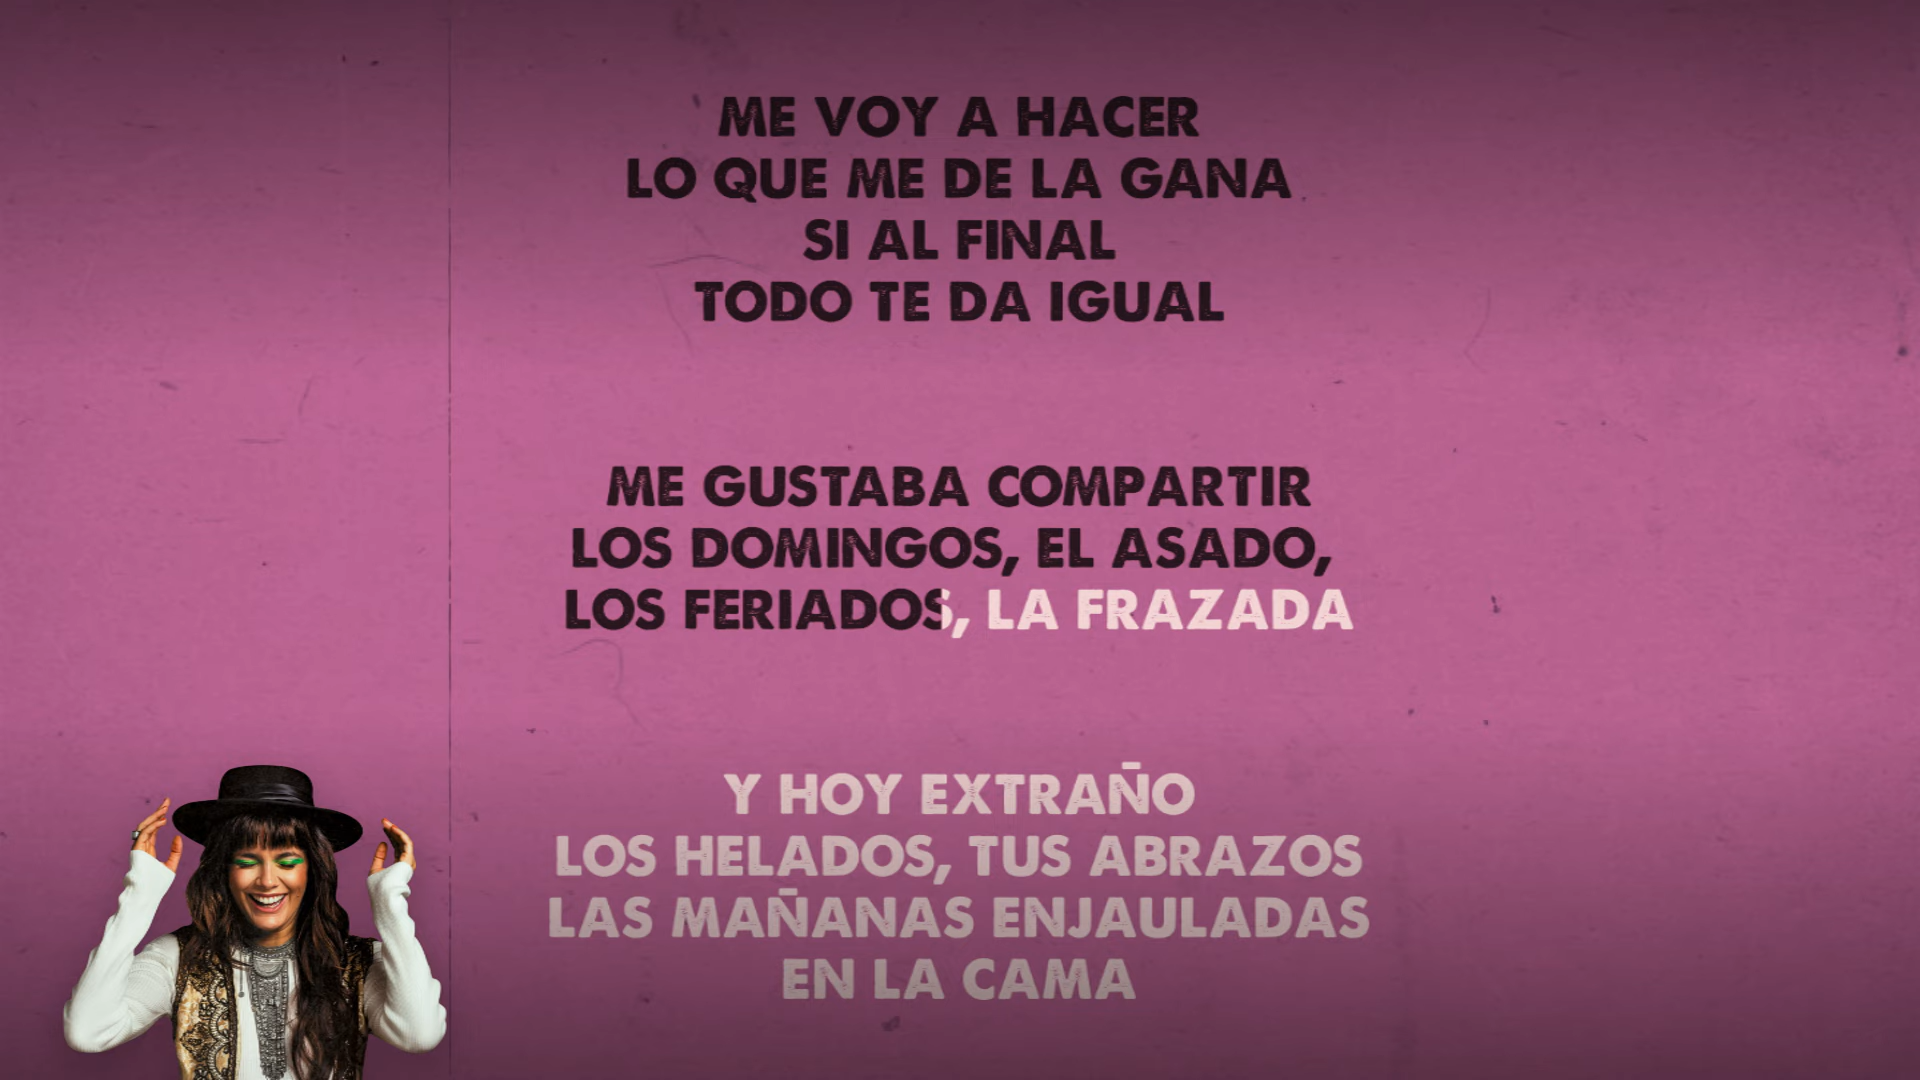 ME VOY A HACER
LO QUE ME DE LA GANA
SI AL FINAL
TODO TE DA IGUAL
ME GUSTABA COMPARTIR
LOS DOMINGOS, EL ASADO,
LOS FERIADOS, LA FRAZADA
Y HOY EXTRAÑO
LOS HELADOS, TUS ABRAZOS
LAS MAÑANAS ENJAULADAS
EN LA CAMA